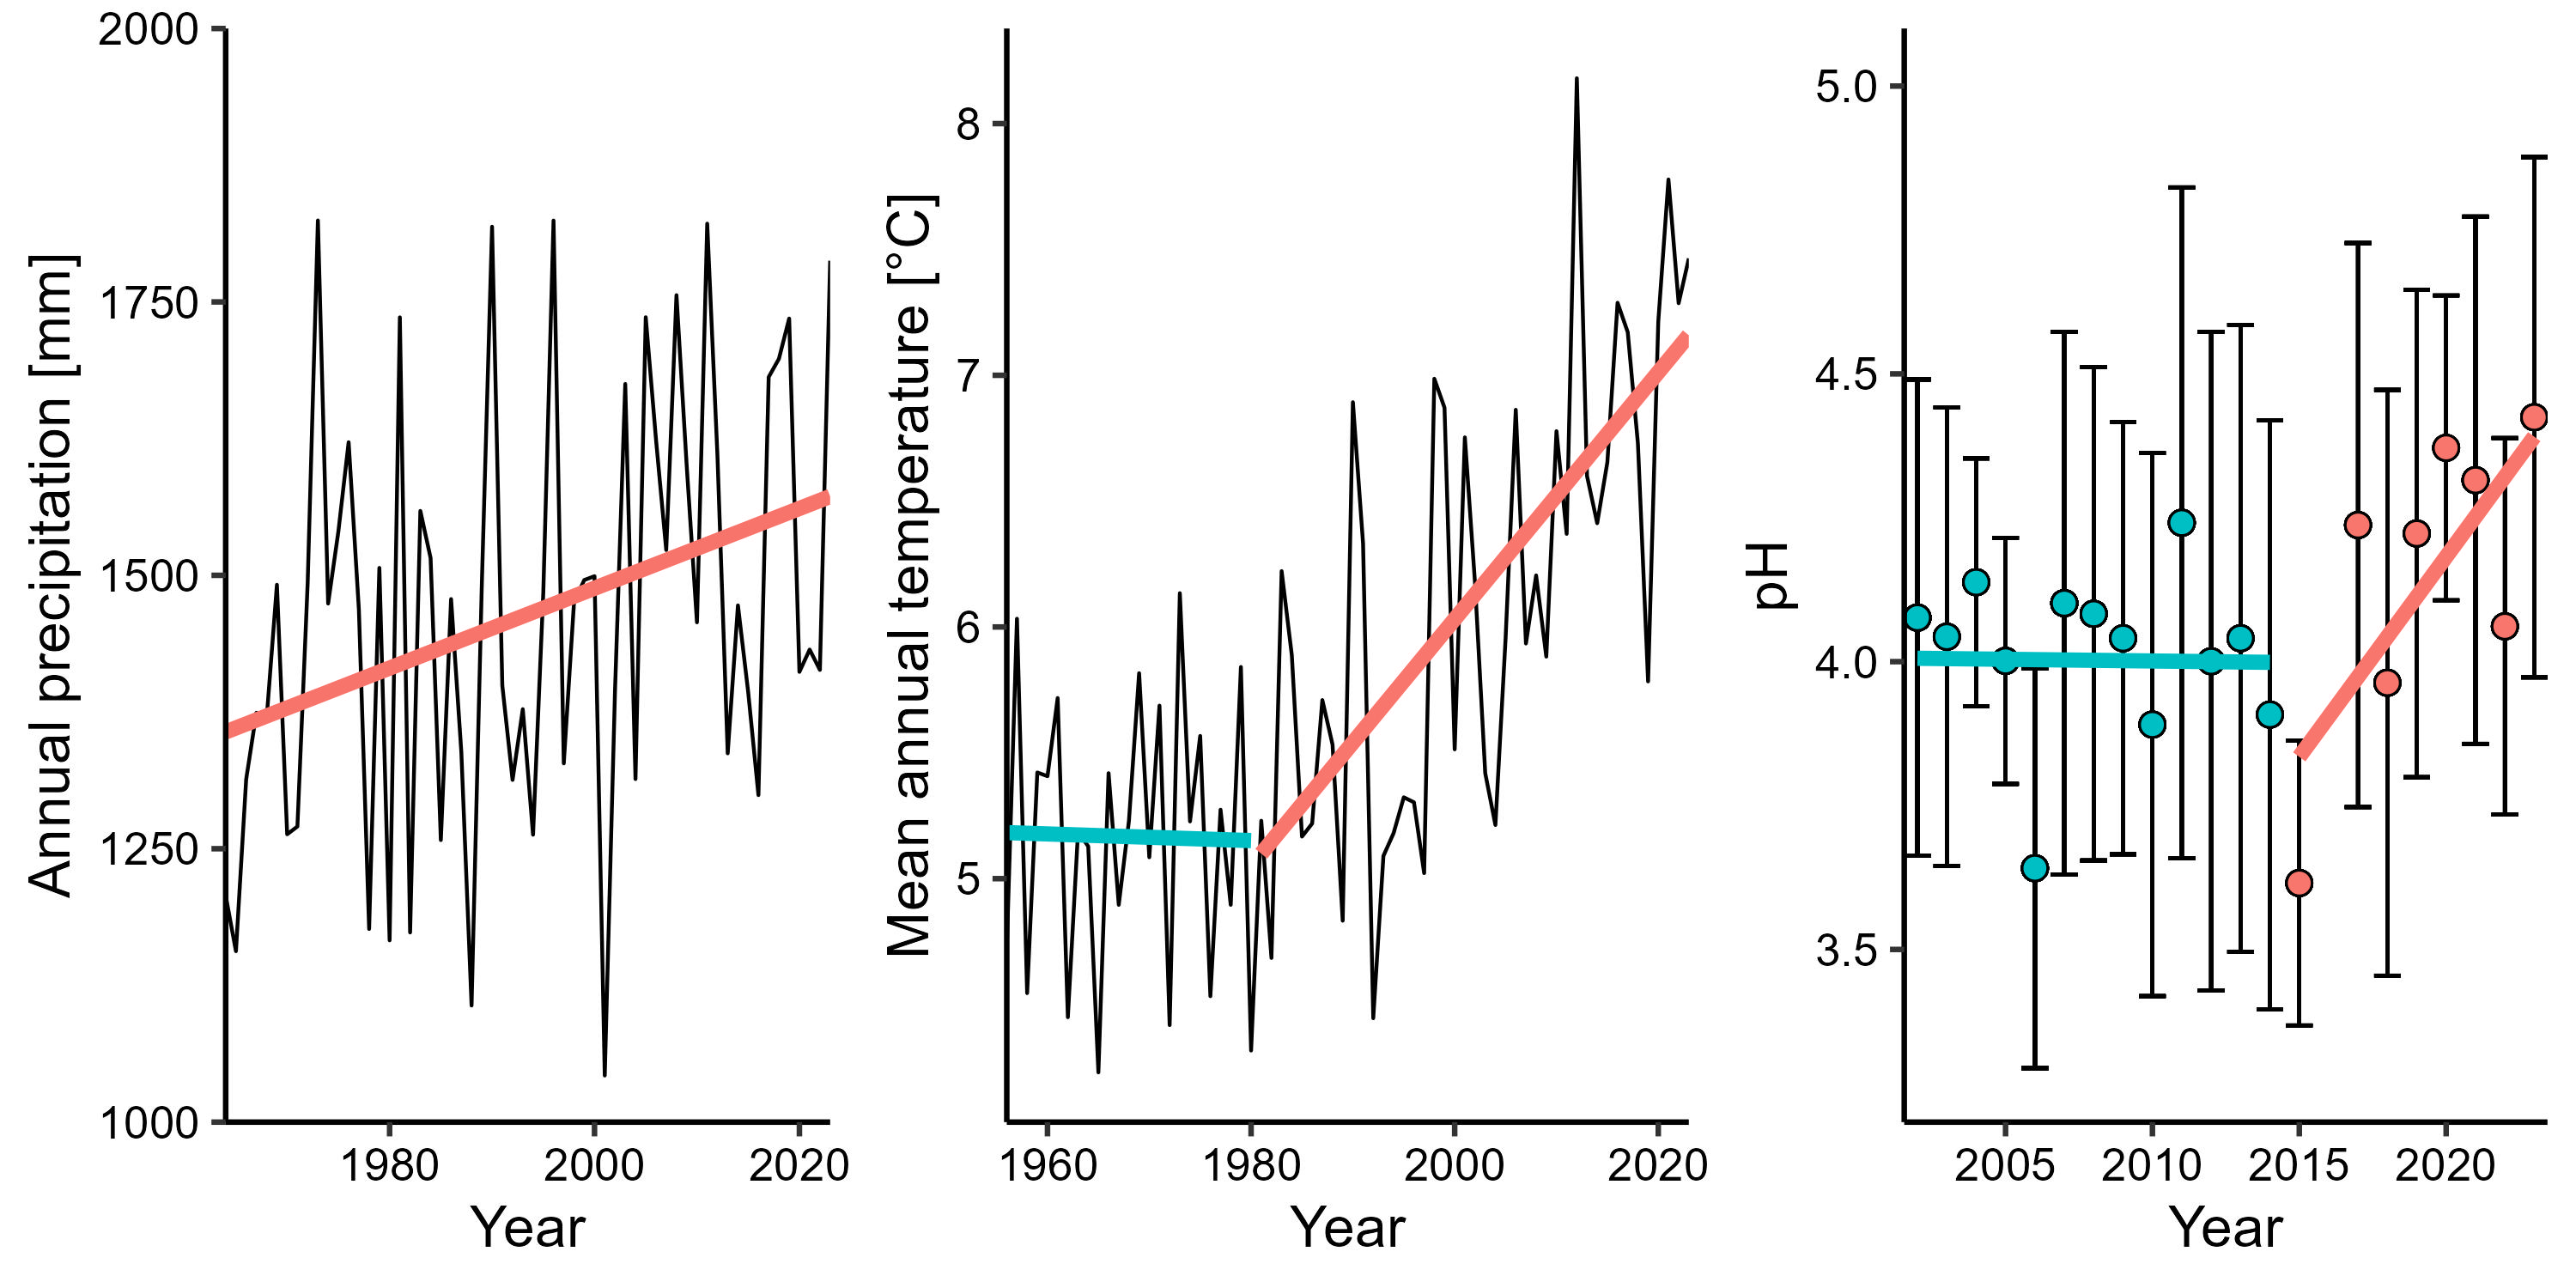 Annual precipitation [mm]
2000
1750
1500
1250
1000
1980 2000 2020
Year
Mean annual temperature [°C]
8
7
6
5
1960 1980 2000 2020
Year
pH
5.0
4.5
4.0
3.5
2005 2010 2015 2020
Year